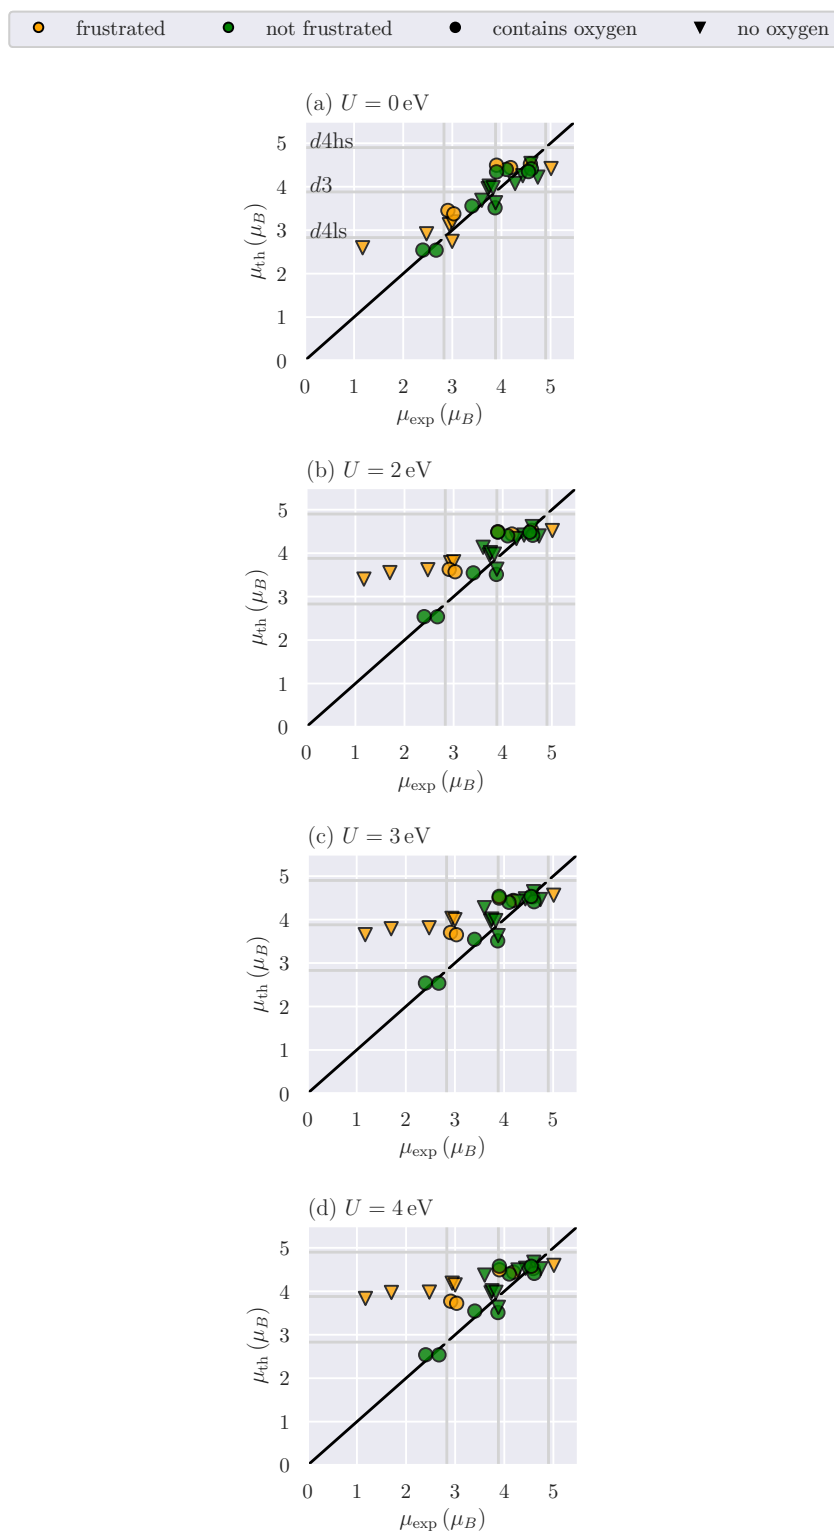 frustrated not frustrated contains oxygen no oxygen
(a) U = 0 eV
5
d4hs
4
d3
3
d4ls
2
1
0
μth (μB)
0 1 2 3 4 5
μexp (μB)
(b) U = 2 eV
5
4
3
2
1
0
μth (μB)
0 1 2 3 4 5
μexp (μB)
(c) U = 3 eV
5
4
3
2
1
0
μth (μB)
0 1 2 3 4 5
μexp (μB)
(d) U = 4 eV
5
4
3
2
1
0
μth (μB)
0 1 2 3 4 5
μexp (μB)